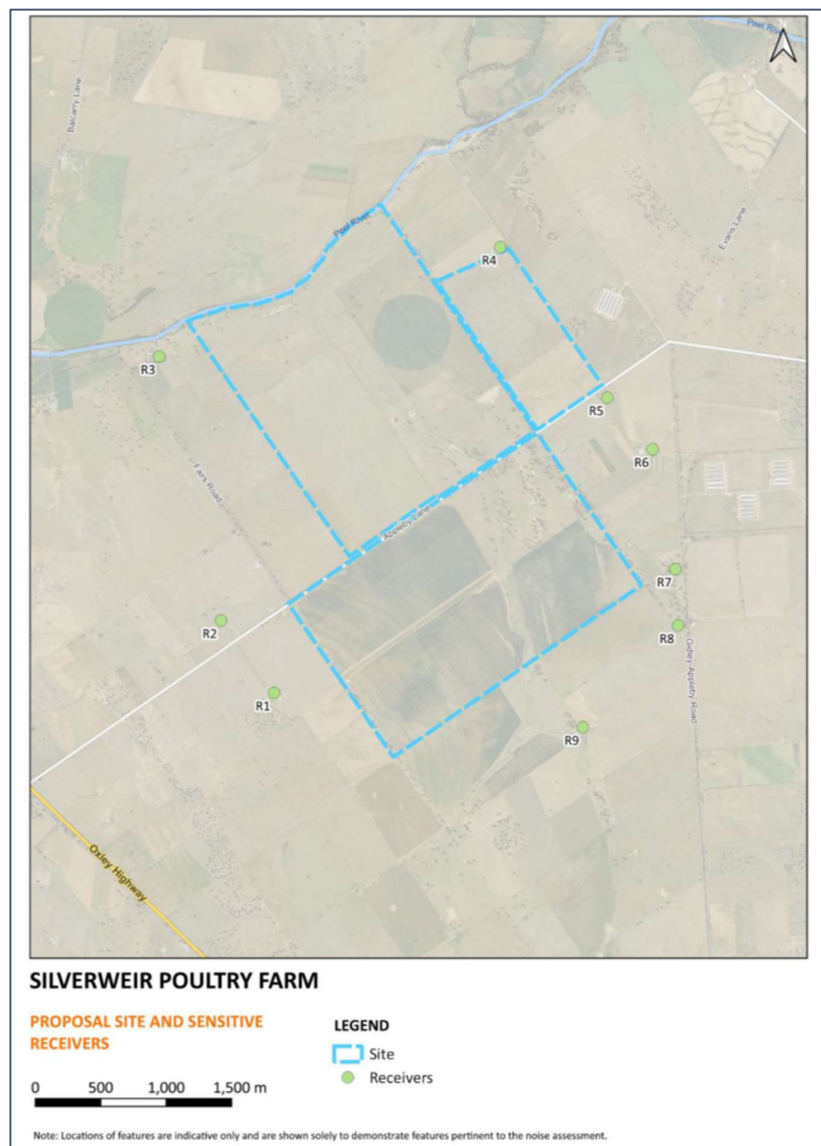 Peel River
N
Balcarry Lane
Evans Lane
Peel River
R4
R3
R5
R6
Fairs Road
Appleby Lane
R7
R2
R8
Gidley Appleby Road
R1
R9
Oxley Highway
SILVERWEIR POULTRY FARM
PROPOSAL SITE AND SENSITIVE
RECEIVERS
LEGEND
Site
Receivers
0 500 1,000 1,500 m
Note: Locations of features are indicative only and are shown solely to demonstrate features pertinent to the noise assessment.